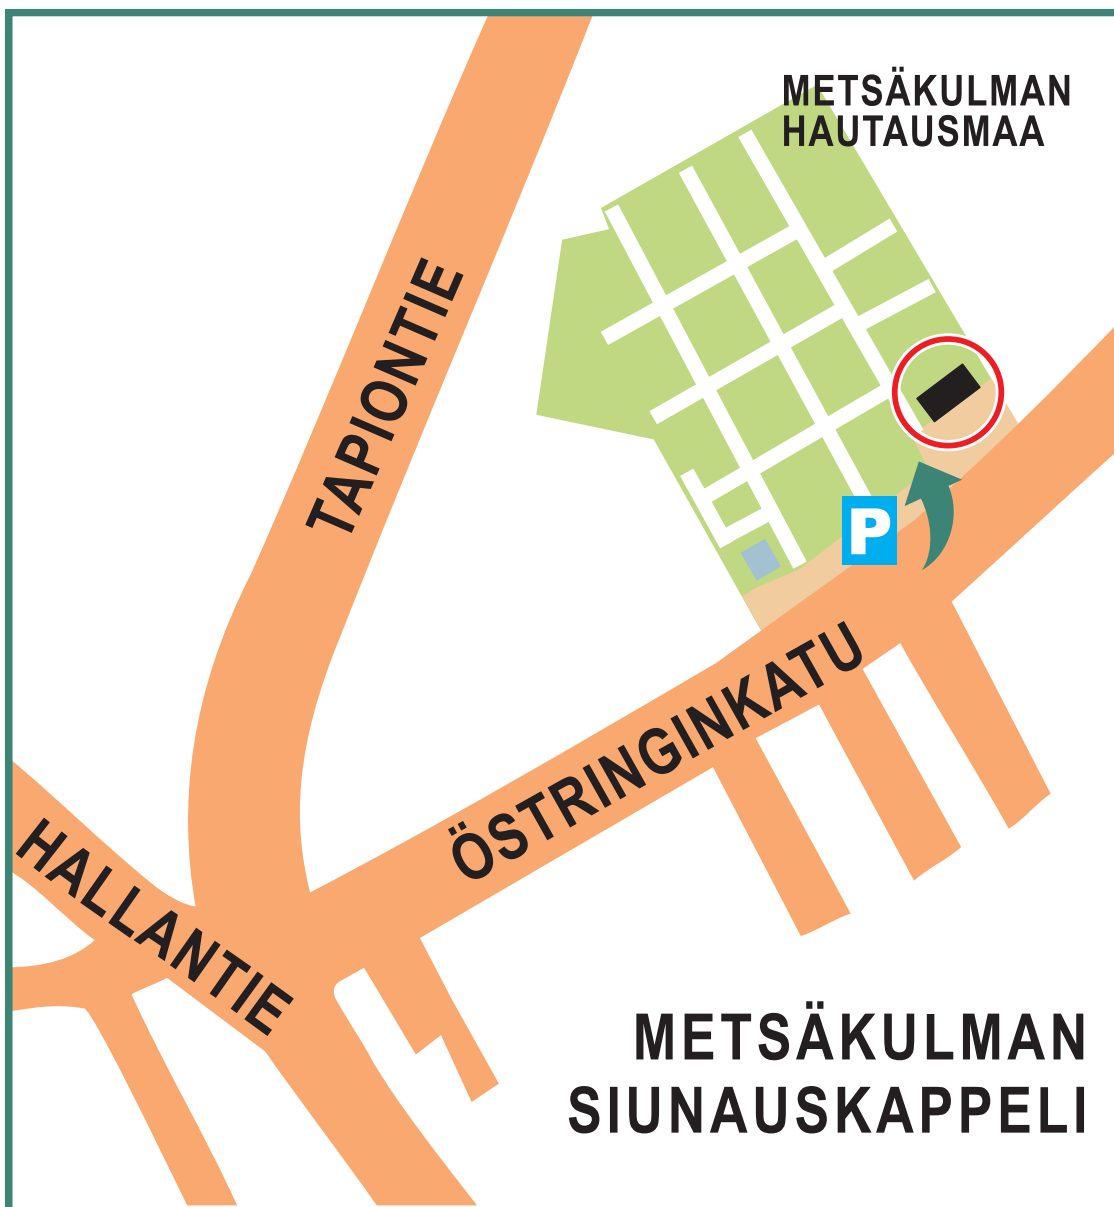 METSÄKULMAN
HAUTAUSMAA
TAPIONTIE
P
ÖSTRINGINKATU
HALLANTIE
METSÄKULMAN
SIUNAUSKAPPELI